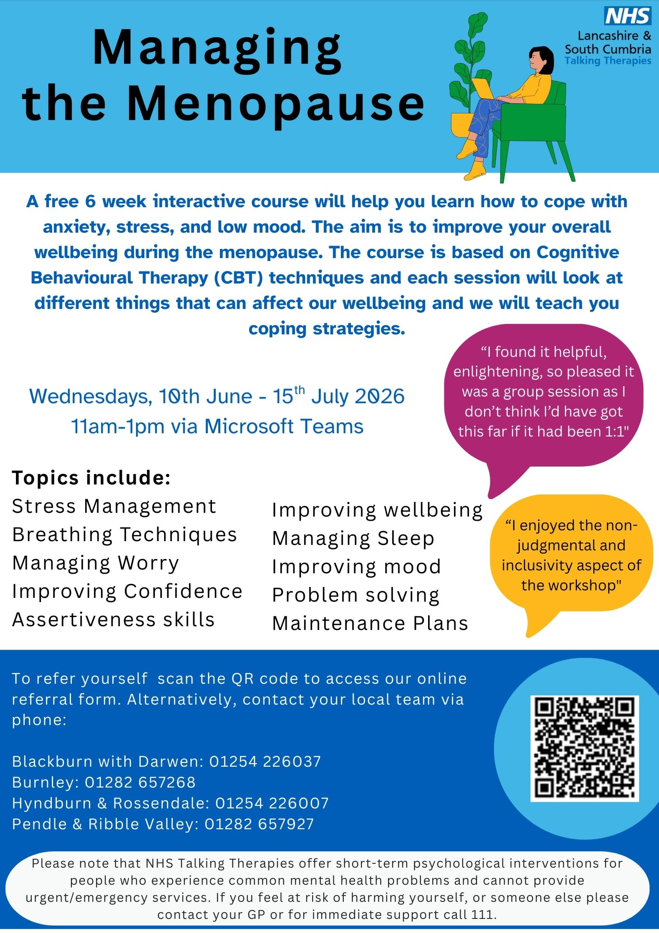 Managing
the Menopause
NHS
Lancashire &
South Cumbria
Talking Therapies
A free 6 week interactive course will help you learn how to cope with
anxiety, stress, and low mood. The aim is to improve your overall
wellbeing during the menopause. The course is based on Cognitive
Behavioural Therapy (CBT) techniques and each session will look at
different things that can affect our wellbeing and we will teach you
coping strategies.
Wednesdays, 10th June - 15th July 2026
11am-1pm via Microsoft Teams
“I found it helpful,
enlightening, so pleased it
was a group session as I
don’t think I’d have got
this far if it had been 1:1"
Topics include:
Stress Management
Breathing Techniques
Managing Worry
Improving Confidence
Assertiveness skills
Improving wellbeing
Managing Sleep
Improving mood
Problem solving
Maintenance Plans
“I enjoyed the non-
judgmental and
inclusivity aspect of
the workshop"
To refer yourself scan the QR code to access our online
referral form. Alternatively, contact your local team via
phone:
Blackburn with Darwen: 01254 226037
Burnley: 01282 657268
Hyndburn & Rossendale: 01254 226007
Pendle & Ribble Valley: 01282 657927
Please note that NHS Talking Therapies offer short-term psychological interventions for
people who experience common mental health problems and cannot provide
urgent/emergency services. If you feel at risk of harming yourself, or someone else please
contact your GP or for immediate support call 111.